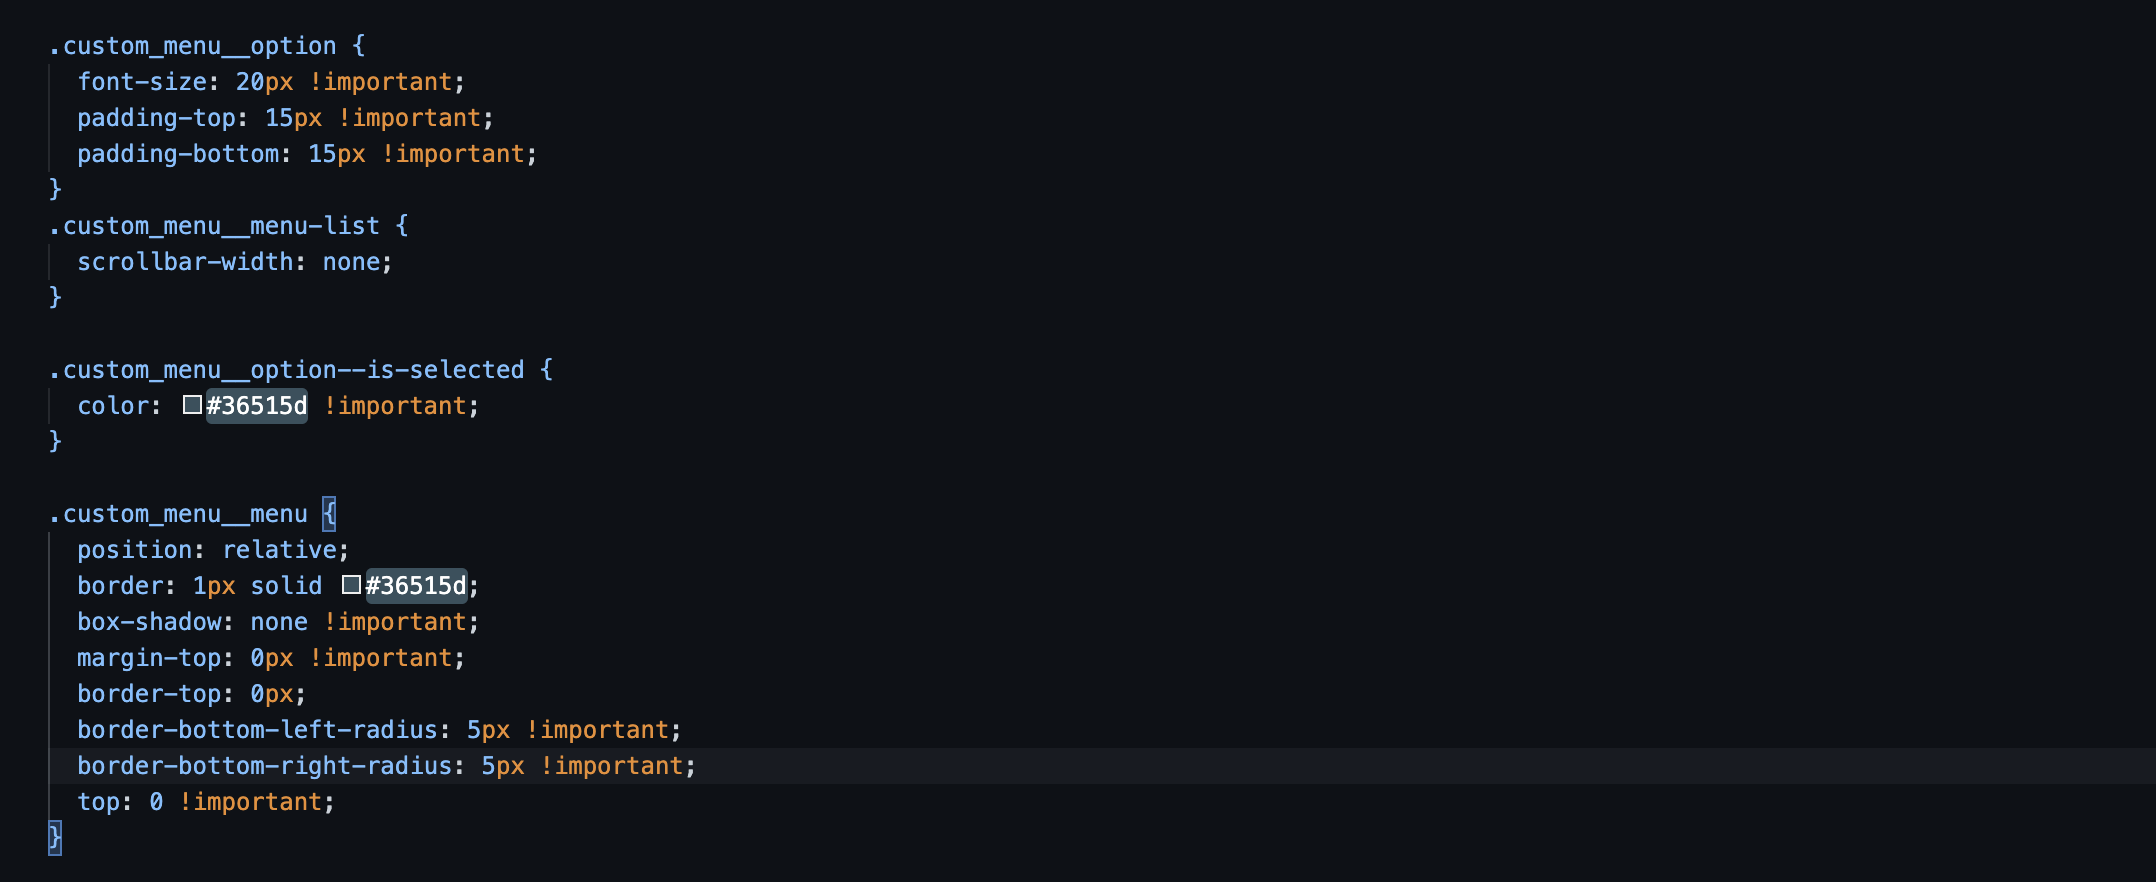 .custom_menu__option {
  font-size: 20px !important;
  padding-top: 15px !important;
  padding-bottom: 15px !important;
}
.custom_menu__menu-list {
  scrollbar-width: none;
}

.custom_menu__option--is-selected {
  color: #36515d !important;
}

.custom_menu__menu {
  position: relative;
  border: 1px solid #36515d;
  box-shadow: none !important;
  margin-top: 0px !important;
  border-top: 0px;
  border-bottom-left-radius: 5px !important;
  border-bottom-right-radius: 5px !important;
  top: 0 !important;
}